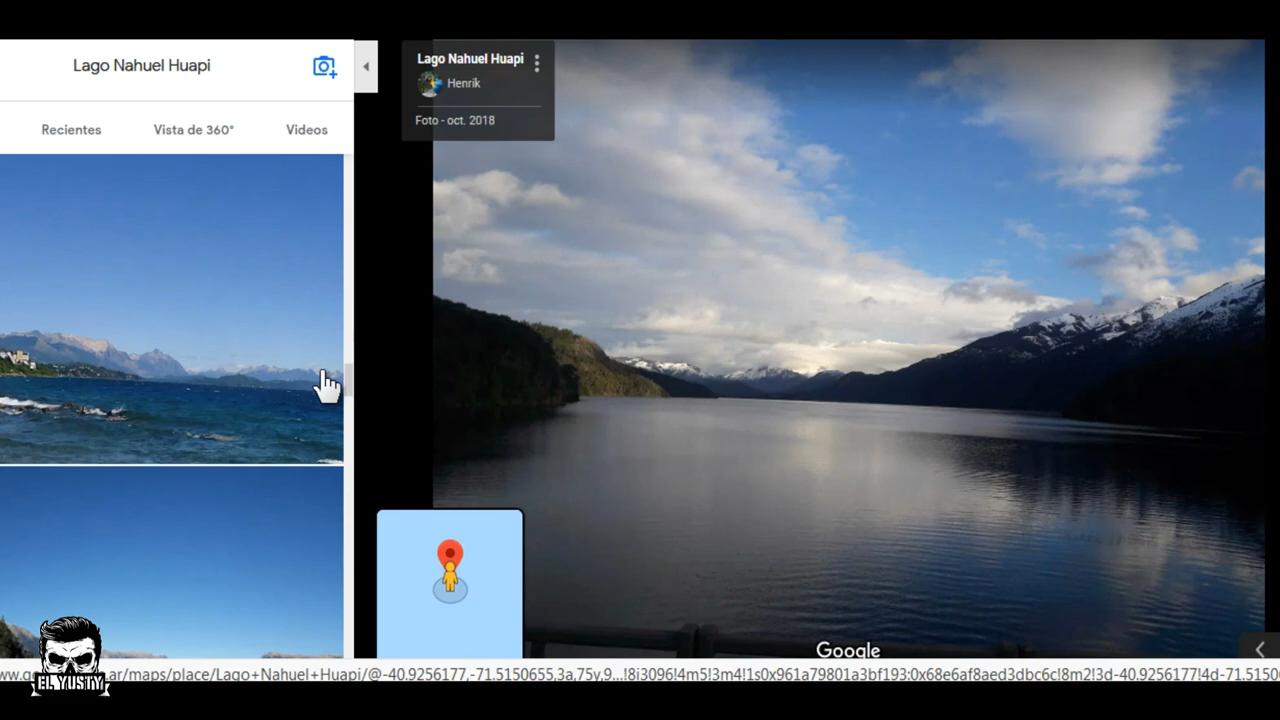 Lago Nahuel Huapi
Recientes
Vista de 360°
Videos
Lago Nahuel Huapi
Henrik
Foto - oct. 2018
Google
EL YUSTY
ar/maps/place/Lago+Nahuel+Huapi/@-40.9256177,-71.5150655,3a,75y,9...!8i3096!4m5!3m4!1s0x961a79801a3bf193:0x68e6af8aed3dbc6c!8m2!3d-40.9256177!4d-71.5150